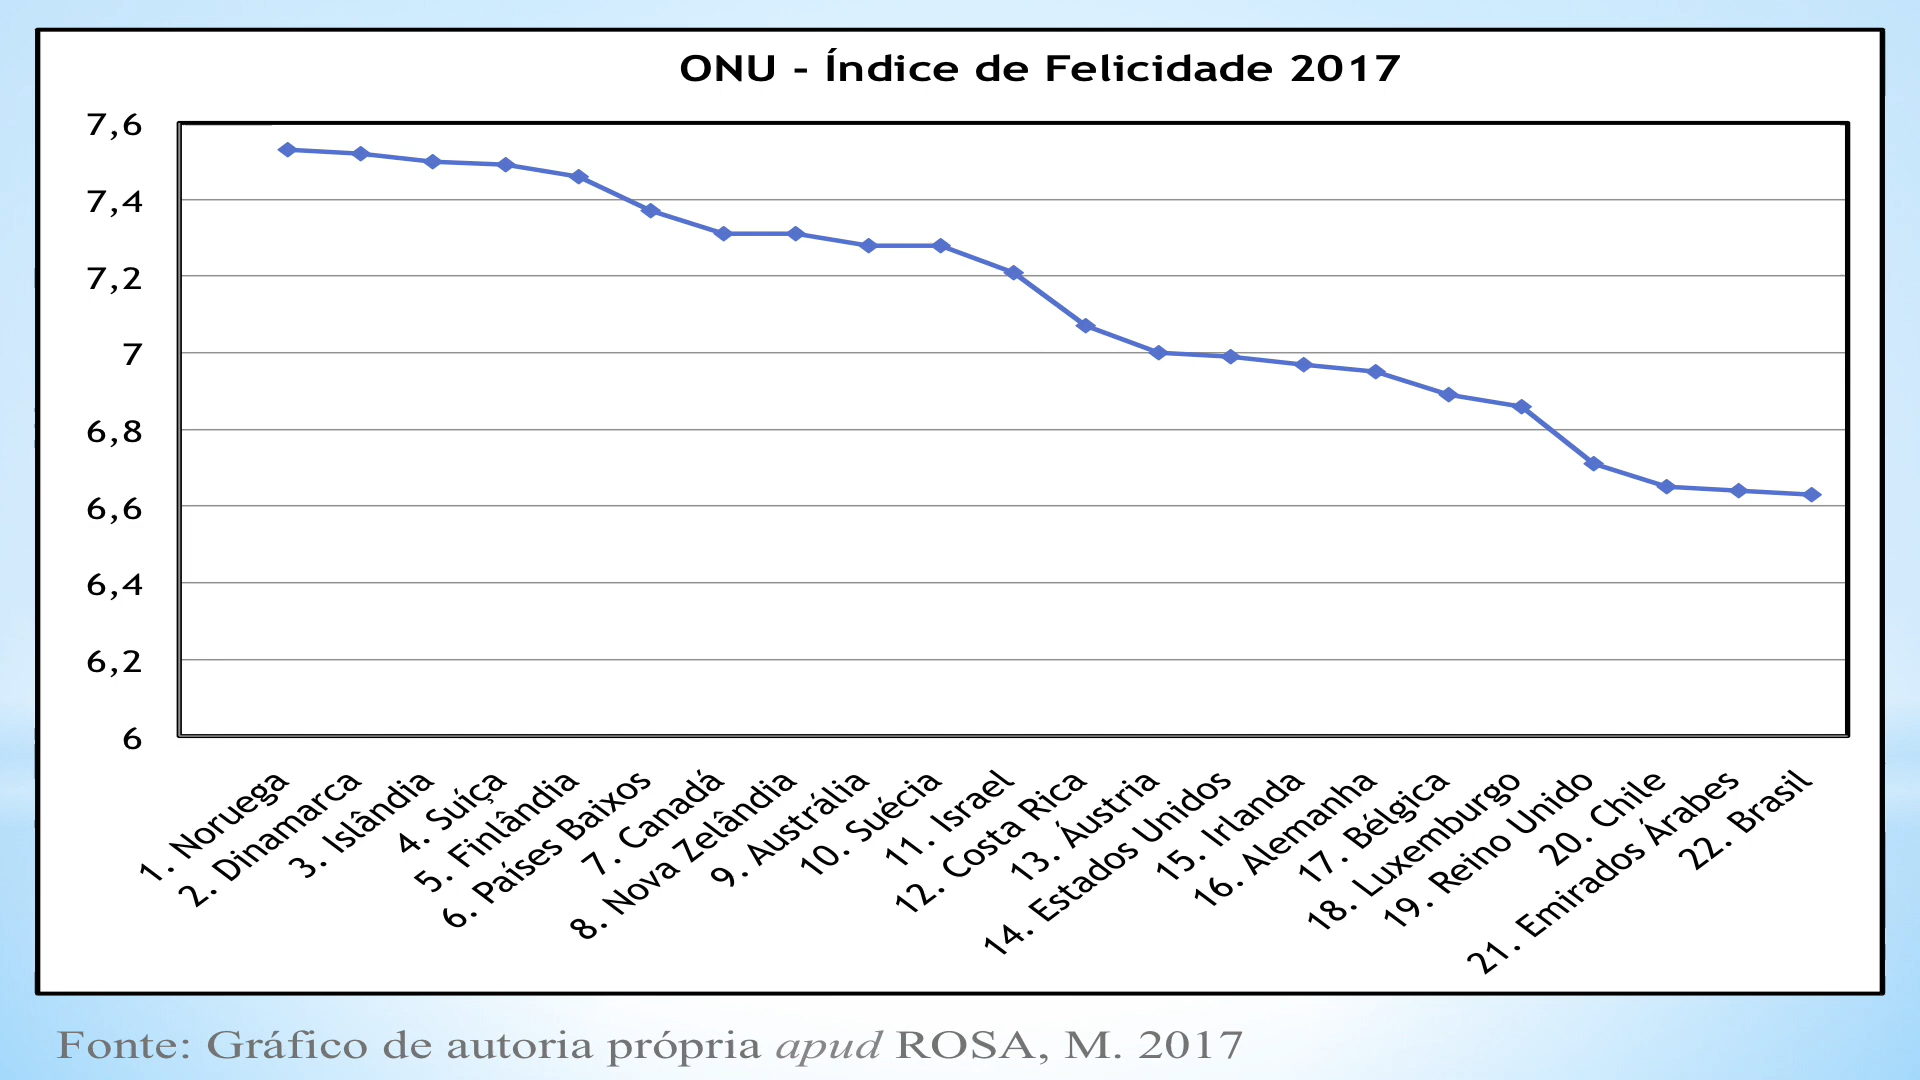 ONU - Índice de Felicidade 2017
7,6
7,4
7,2
7
6,8
6,6
6,4
6,2
6
1. Noruega
2. Dinamarca
3. Islândia
4. Suíça
5. Finlândia
6. Países Baixos
7. Canadá
8. Nova Zelândia
9. Austrália
10. Suécia
11. Israel
12. Costa Rica
13. Áustria
14. Estados Unidos
15. Irlanda
16. Alemanha
17. Bélgica
18. Luxemburgo
19. Reino Unido
20. Chile
21. Emirados Árabes
22. Brasil
Fonte: Gráfico de autoria própria apud ROSA, M. 2017